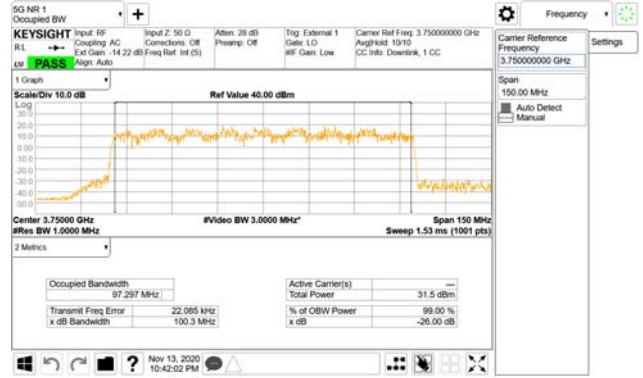 5G NR 1
Occupied BW
Frequency
KEYSIGHT
RL
PASS
Input: RF
Coupling: AC
Ext Gain: -14.22 dB
Align: Auto
Input Z: 50 Ω
Corrections: Off
Freq Ref: Int (S)
Atten: 28 dB
Preamp: Off
Trig: External 1
Gate: LO
#IF Gain: Low
Carrier Ref Freq: 3.750000000 GHz
Avg|Hold: 10/10
CC Info: Downlink, 1 CC
Carrier Reference
Frequency
3.750000000 GHz
Settings
Span
150.00 MHz
Auto Detect
Manual
1 Graph
Scale/Div 10.0 dB
Ref Value 40.00 dBm
Log
30.0
20.0
10.0
0.00
-10.0
-20.0
-30.0
-40.0
-50.0
Center 3.75000 GHz
#Video BW 3.0000 MHz*
Span 150 MHz
#Res BW 1.0000 MHz
Sweep 1.53 ms (1001 pts)
2 Metrics
Occupied Bandwidth
97.297 MHz
Transmit Freq Error 22.085 kHz
x dB Bandwidth 100.3 MHz
Active Carrier(s) ---
Total Power 31.5 dBm
% of OBW Power 99.00 %
x dB -26.00 dB
Nov 13, 2020
10:42:02 PM